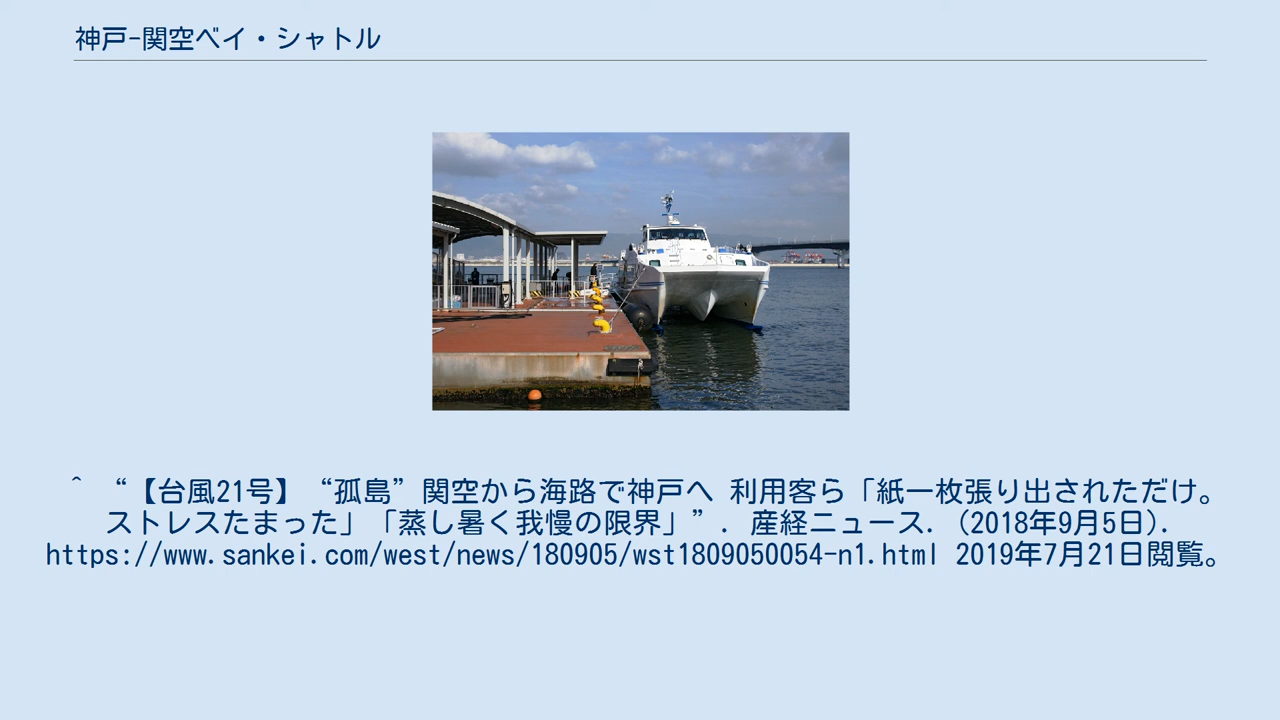 神戸-関空ベイ・シャトル
^ “【台風21号】“孤島”関空から海路で神戸へ 利用客ら「紙一枚張り出されただけ。
ストレスたまった」「蒸し暑く我慢の限界」”. 産経ニュース. (2018年9月5日).
https://www.sankei.com/west/news/180905/wst1809050054-n1.html 2019年7月21日閲覧。